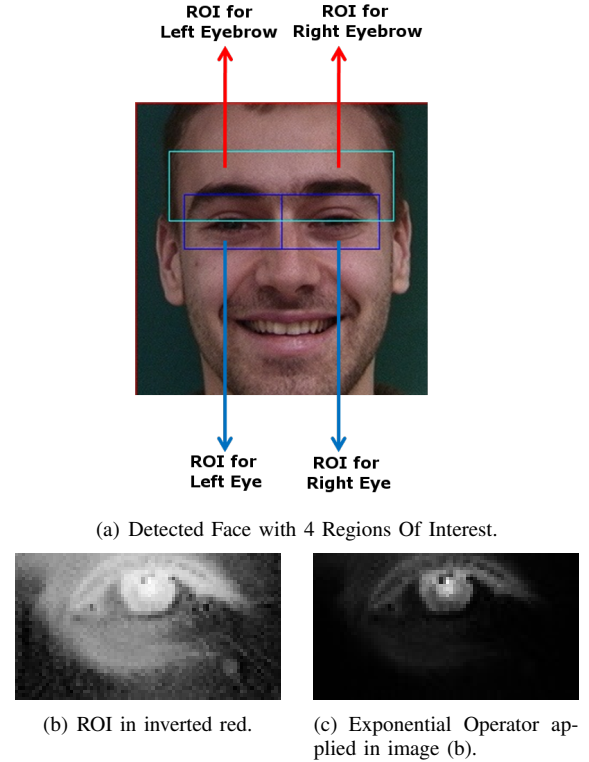 ROI for
Left Eyebrow
ROI for
Right Eyebrow
ROI for
Left Eye
ROI for
Right Eye
(a) Detected Face with 4 Regions Of Interest.
(b) ROI in inverted red.
(c) Exponential Operator ap-
plied in image (b).